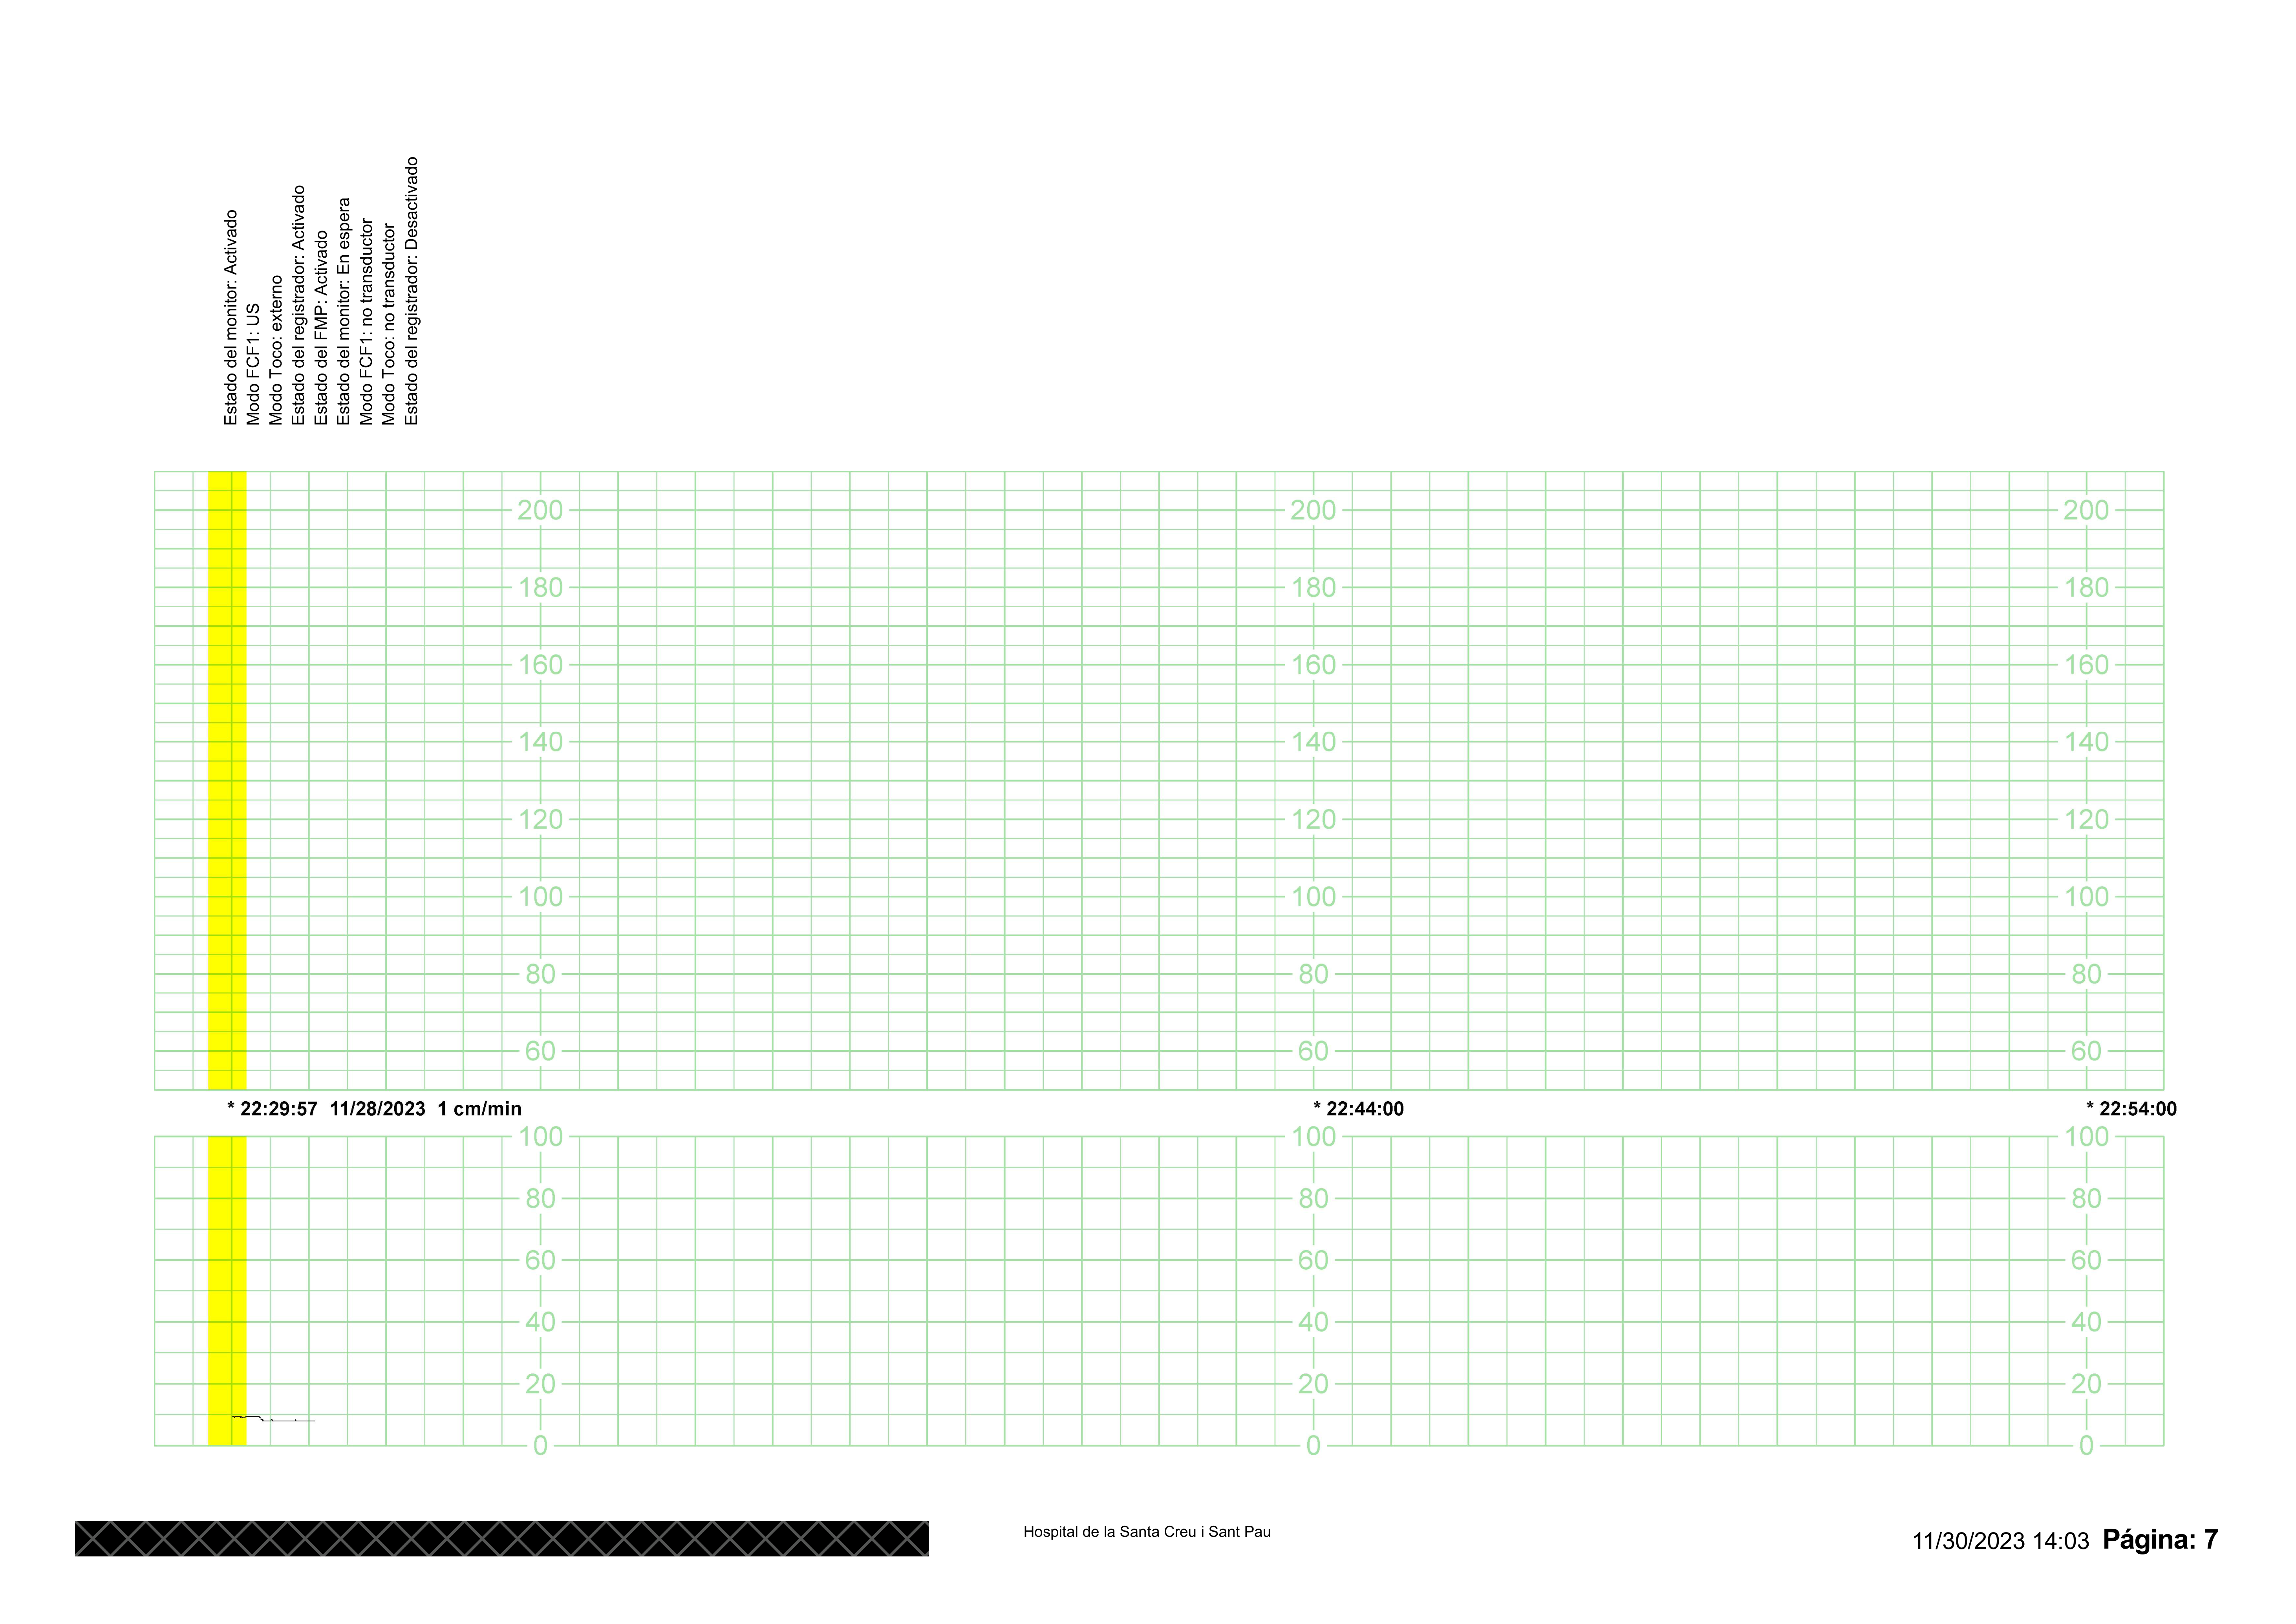 Estado del monitor: Activado
Modo FCF1: US
Modo Toco: externo
Estado del registrador: Activado
Estado del FMP: Activado
Estado del monitor: En espera
Modo FCF1: no transductor
Modo Toco: no transductor
Estado del registrador: Desactivado
200 200 200
180 180 180
160 160 160
140 140 140
120 120 120
100 100 100
80 80 80
60 60 60
* 22:29:57 11/28/2023 1 cm/min * 22:44:00 * 22:54:00
100 100 100
80 80 80
60 60 60
40 40 40
20 20 20
0 0 0
Hospital de la Santa Creu i Sant Pau
11/30/2023 14:03 Página: 7